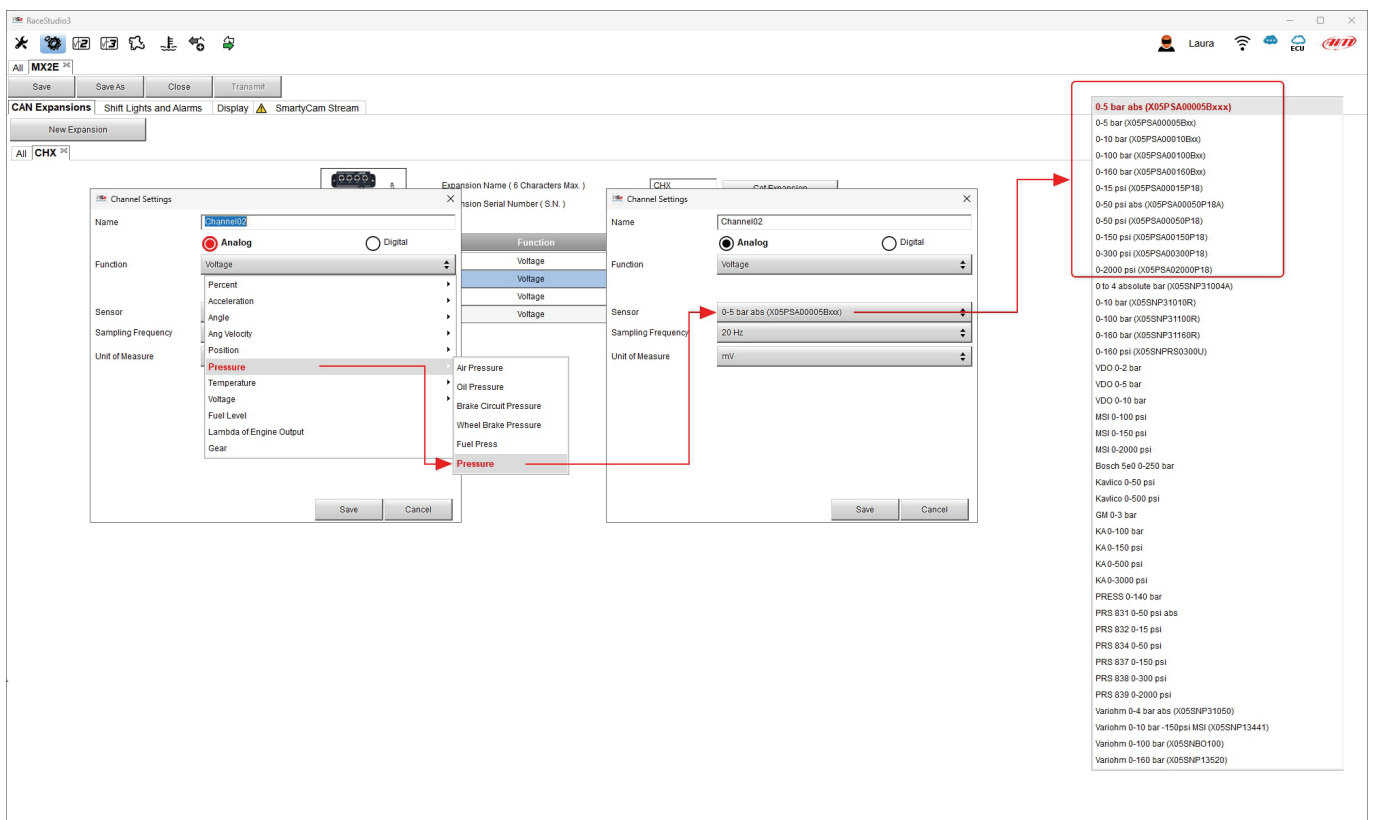 RaceStudio3
Laura
ECU
AiM
All MX2E
Save Save As Close Transmit
CAN Expansions Shift Lights and Alarms Display SmartyCam Stream
New Expansion
All CHX
Expansion Name ( 6 Characters Max. ) CHX
nsion Serial Number ( S.N. )
Function
Voltage
Voltage
Voltage
Voltage
Channel Settings
Name Channel02
Analog Digital
Function Voltage
Sensor
Sampling Frequency
Unit of Measure
Percent
Acceleration
Angle
Ang Velocity
Position
Pressure
Temperature
Voltage
Fuel Level
Lambda of Engine Output
Gear
Save Cancel
Air Pressure
Oil Pressure
Brake Circuit Pressure
Wheel Brake Pressure
Fuel Press
Pressure
Channel Settings
Name Channel02
Analog Digital
Function Voltage
Sensor 0-5 bar abs (X05PSA00005Bxx)
Sampling Frequency 20 Hz
Unit of Measure mV
Save Cancel
0-5 bar abs (X05PSA00005Bxxx)
0-5 bar (X05PSA00005Bxx)
0-10 bar (X05PSA00010Bxx)
0-100 bar (X05PSA00100Bxx)
0-160 bar (X05PSA00160Bxx)
0-15 psi (X05PSA00015P18)
0-50 psi abs (X05PSA00050P18A)
0-50 psi (X05PSA00050P18)
0-150 psi (X05PSA00150P18)
0-300 psi (X05PSA00300P18)
0-2000 psi (X05PSA02000P18)
0 to 4 absolute bar (X05SNP31004A)
0-10 bar (X05SNP31010R)
0-100 bar (X05SNP31100R)
0-160 bar (X05SNP31160R)
0-160 psi (X05SNPRS0300U)
VDO 0-2 bar
VDO 0-5 bar
VDO 0-10 bar
MSI 0-100 psi
MSI 0-150 psi
MSI 0-2000 psi
Bosch 5e0 0-250 bar
Kavlico 0-50 psi
Kavlico 0-500 psi
GM 0-3 bar
KA 0-100 bar
KA 0-150 psi
KA 0-500 psi
KA 0-3000 psi
PRESS 0-140 bar
PRS 831 0-50 psi abs
PRS 832 0-15 psi
PRS 834 0-50 psi
PRS 837 0-150 psi
PRS 838 0-300 psi
PRS 839 0-2000 psi
Variohm 0-4 bar abs (X05SNP31050)
Variohm 0-10 bar -150psi MSI (X05SNP13441)
Variohm 0-100 bar (X05SNBO100)
Variohm 0-160 bar (X05SNP13520)